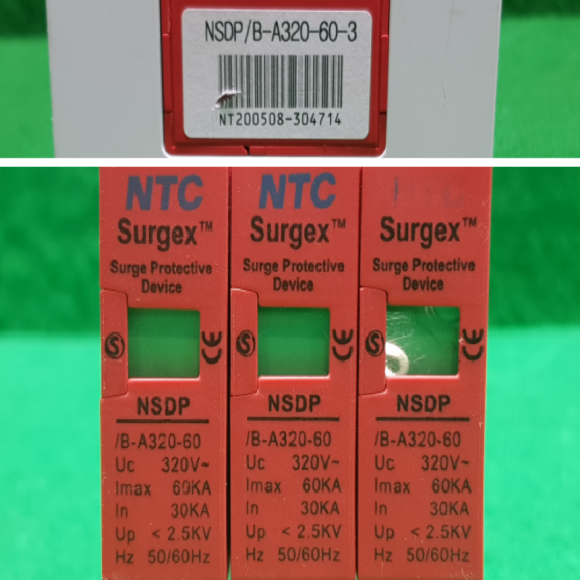 NSDP/B-A320-60-3
NT200508-304714
NTC
Surgex™
Surge Protective
Device
S
CE
NSDP
/B-A320-60
Uc 320V~
Imax 60KA
In 30KA
Up < 2.5KV
Hz 50/60Hz
NTC
Surgex™
Surge Protective
Device
S
CE
NSDP
/B-A320-60
Uc 320V~
Imax 60KA
In 30KA
Up < 2.5KV
Hz 50/60Hz
Surgex™
Surge Protective
Device
S
CE
NSDP
/B-A320-60
Uc 320V~
Imax 60KA
In 30KA
Up < 2.5KV
Hz 50/60Hz